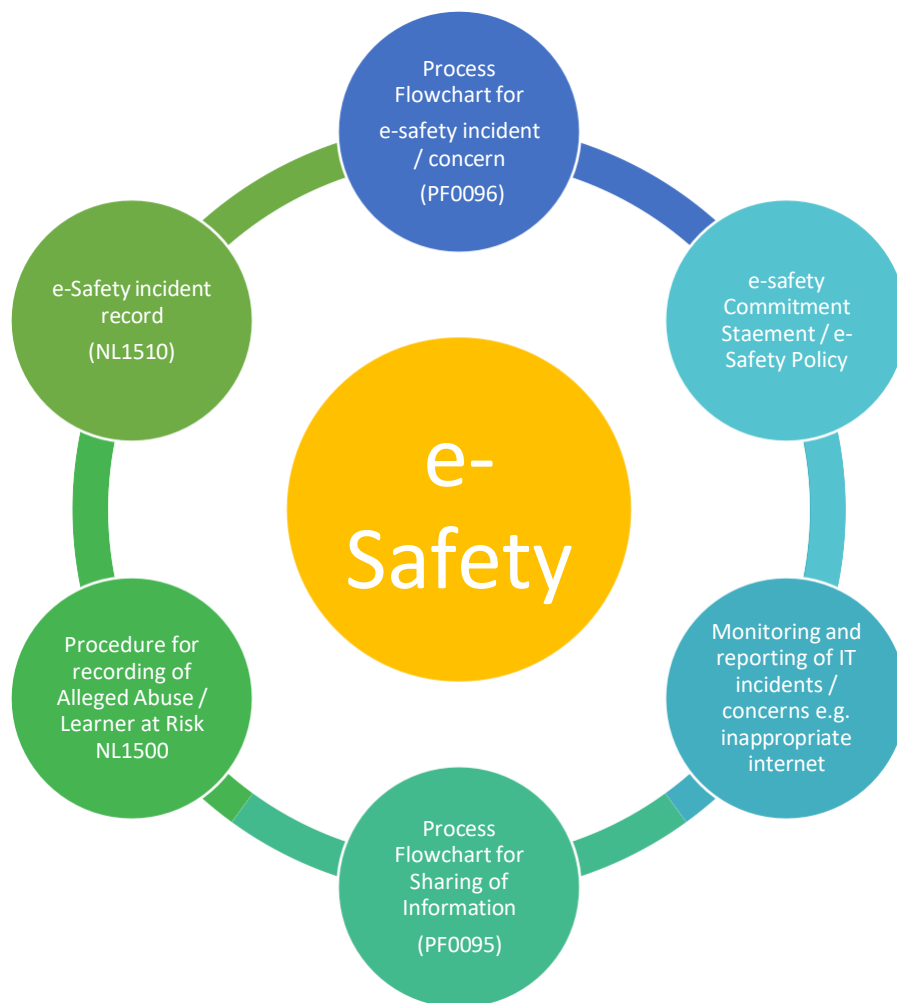 Process
Flowchart for
e-safety incident
/ concern
(PF0096)
e-safety
Commitment
Staement / e-
Safety Policy
Monitoring and
reporting of IT
incidents /
concerns e.g.
inappropriate
internet
Process
Flowchart for
Sharing of
Information
(PF0095)
Procedure for
recording of
Alleged Abuse /
Learner at Risk
NL1500
e-Safety incident
record
(NL1510)
e-
Safety